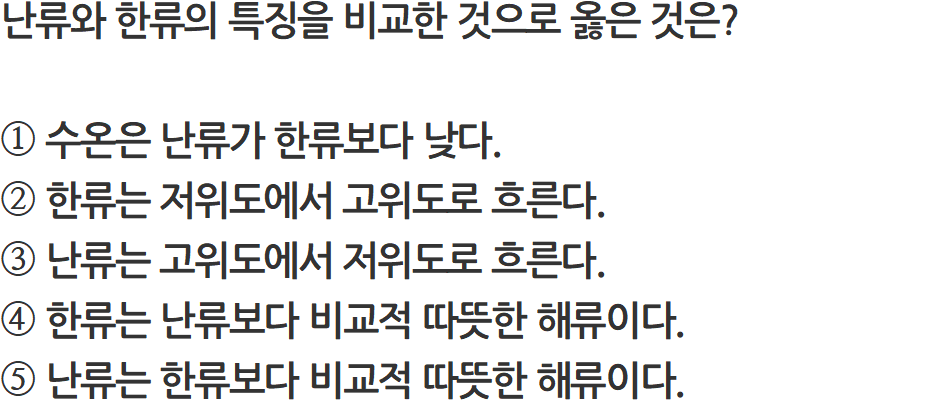 난류와 한류의 특징을 비교한 것으로 옳은 것은?
① 수온은 난류가 한류보다 낮다.
② 한류는 저위도에서 고위도로 흐른다.
③ 난류는 고위도에서 저위도로 흐른다.
④ 한류는 난류보다 비교적 따뜻한 해류이다.
⑤ 난류는 한류보다 비교적 따뜻한 해류이다.